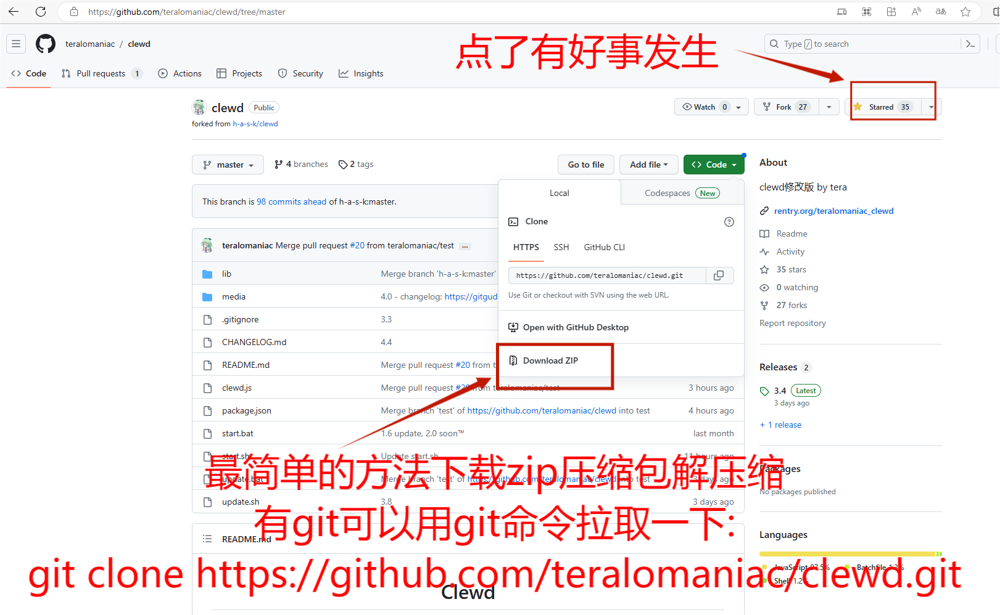 https://github.com/teralomaniac/clewd/tree/master
teralomaniac / clewd
Type / to search
点了有好事发生
Code Pull requests 1 Actions Projects Security Insights
clewd Public
Watch 0 Fork 27 Starred 35
forked from h-a-s-k/clewd
master 4 branches 2 tags Go to file Add file Code
About
clewd修改版 by tera
rentry.org/teralomaniac_clewd
Readme
Activity
35 stars
0 watching
27 forks
Report repository
This branch is 98 commits ahead of h-a-s-k:master.
Local Codespaces New
Clone
HTTPS SSH GitHub CLI
https://github.com/teralomaniac/clewd.git
Use Git or checkout with SVN using the web URL.
Open with GitHub Desktop
Download ZIP
teralomaniac Merge pull request #20 from teralomaniac/test ...
lib Merge branch 'h-a-s-k:master'
media 4.0 - changelog: https://gitgud
.gitignore 3.3
CHANGELOG.md 4.4
README.md Merge pull request #20 from t
clewd.js Merge pull request #20 from teralomaniac/test 3 hours ago
package.json Merge branch 'test' of https://github.com/teralomaniac/clewd into test 4 hours ago
start.bat 1.6 update, 2.0 soon™ last month
start.sh Update start.sh 11 hours ago
update.bat Merge branch 'test' of https://github.com/teralomaniac/clewd into test 3 days ago
update.sh 3.8 3 days ago
Releases 2
3.4 Latest
3 days ago
+ 1 release
Packages
No packages published
最简单的方法下载zip压缩包解压缩
有git可以用git命令拉取一下:
git clone https://github.com/teralomaniac/clewd.git
README.md
Clewd
Languages
JavaScript 97.5% Batchfile 1.3%
Shell 1.2%